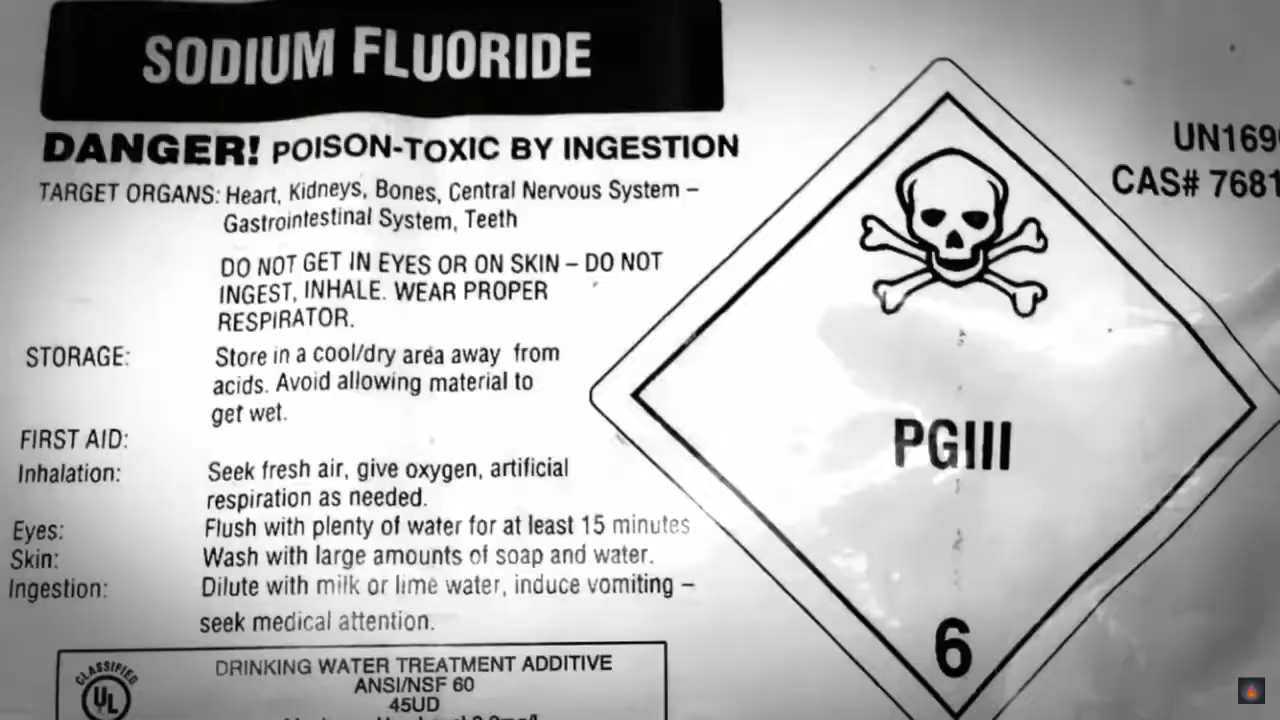 SODIUM FLUORIDE
DANGER! POISON-TOXIC BY INGESTION
TARGET ORGANS: Heart, Kidneys, Bones, Central Nervous System –
Gastrointestinal System, Teeth
DO NOT GET IN EYES OR ON SKIN – DO NOT
INGEST, INHALE. WEAR PROPER
RESPIRATOR.
STORAGE: Store in a cool/dry area away from
acids. Avoid allowing material to
get wet.
FIRST AID:
Inhalation: Seek fresh air, give oxygen, artificial
respiration as needed.
Eyes: Flush with plenty of water for at least 15 minutes
Skin: Wash with large amounts of soap and water.
Ingestion: Dilute with milk or lime water, induce vomiting –
seek medical attention.
CLASSIFIED
UL
DRINKING WATER TREATMENT ADDITIVE
ANSI/NSF 60
45UD
UN169
CAS# 7681
PGIII
6